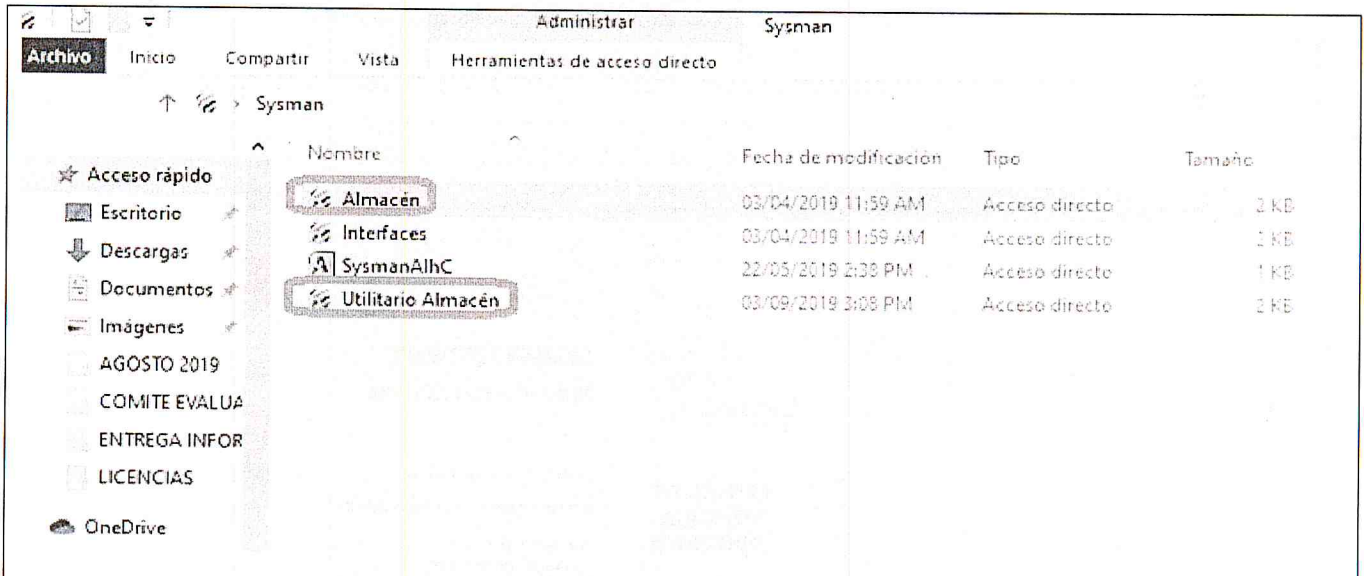 Administrar Sysman
Archivo Inicio Compartir Vista Herramientas de acceso directo
Sysman
Nombre Fecha de modificación Tipo Tamaño
Acceso rápido
Escritorio
Descargas
Documentos
Imágenes
AGOSTO 2019
COMITE EVALUA
ENTREGA INFOR
LICENCIAS
OneDrive
Almacén 03/04/2019 11:59 AM Acceso directo 2 KB
Interfaces 03/04/2019 11:59 AM Acceso directo 2 KB
SysmanAlhC 22/05/2019 2:38 PM Acceso directo 1 KB
Utilitario Almacén 03/09/2019 3:08 PM Acceso directo 2 KB